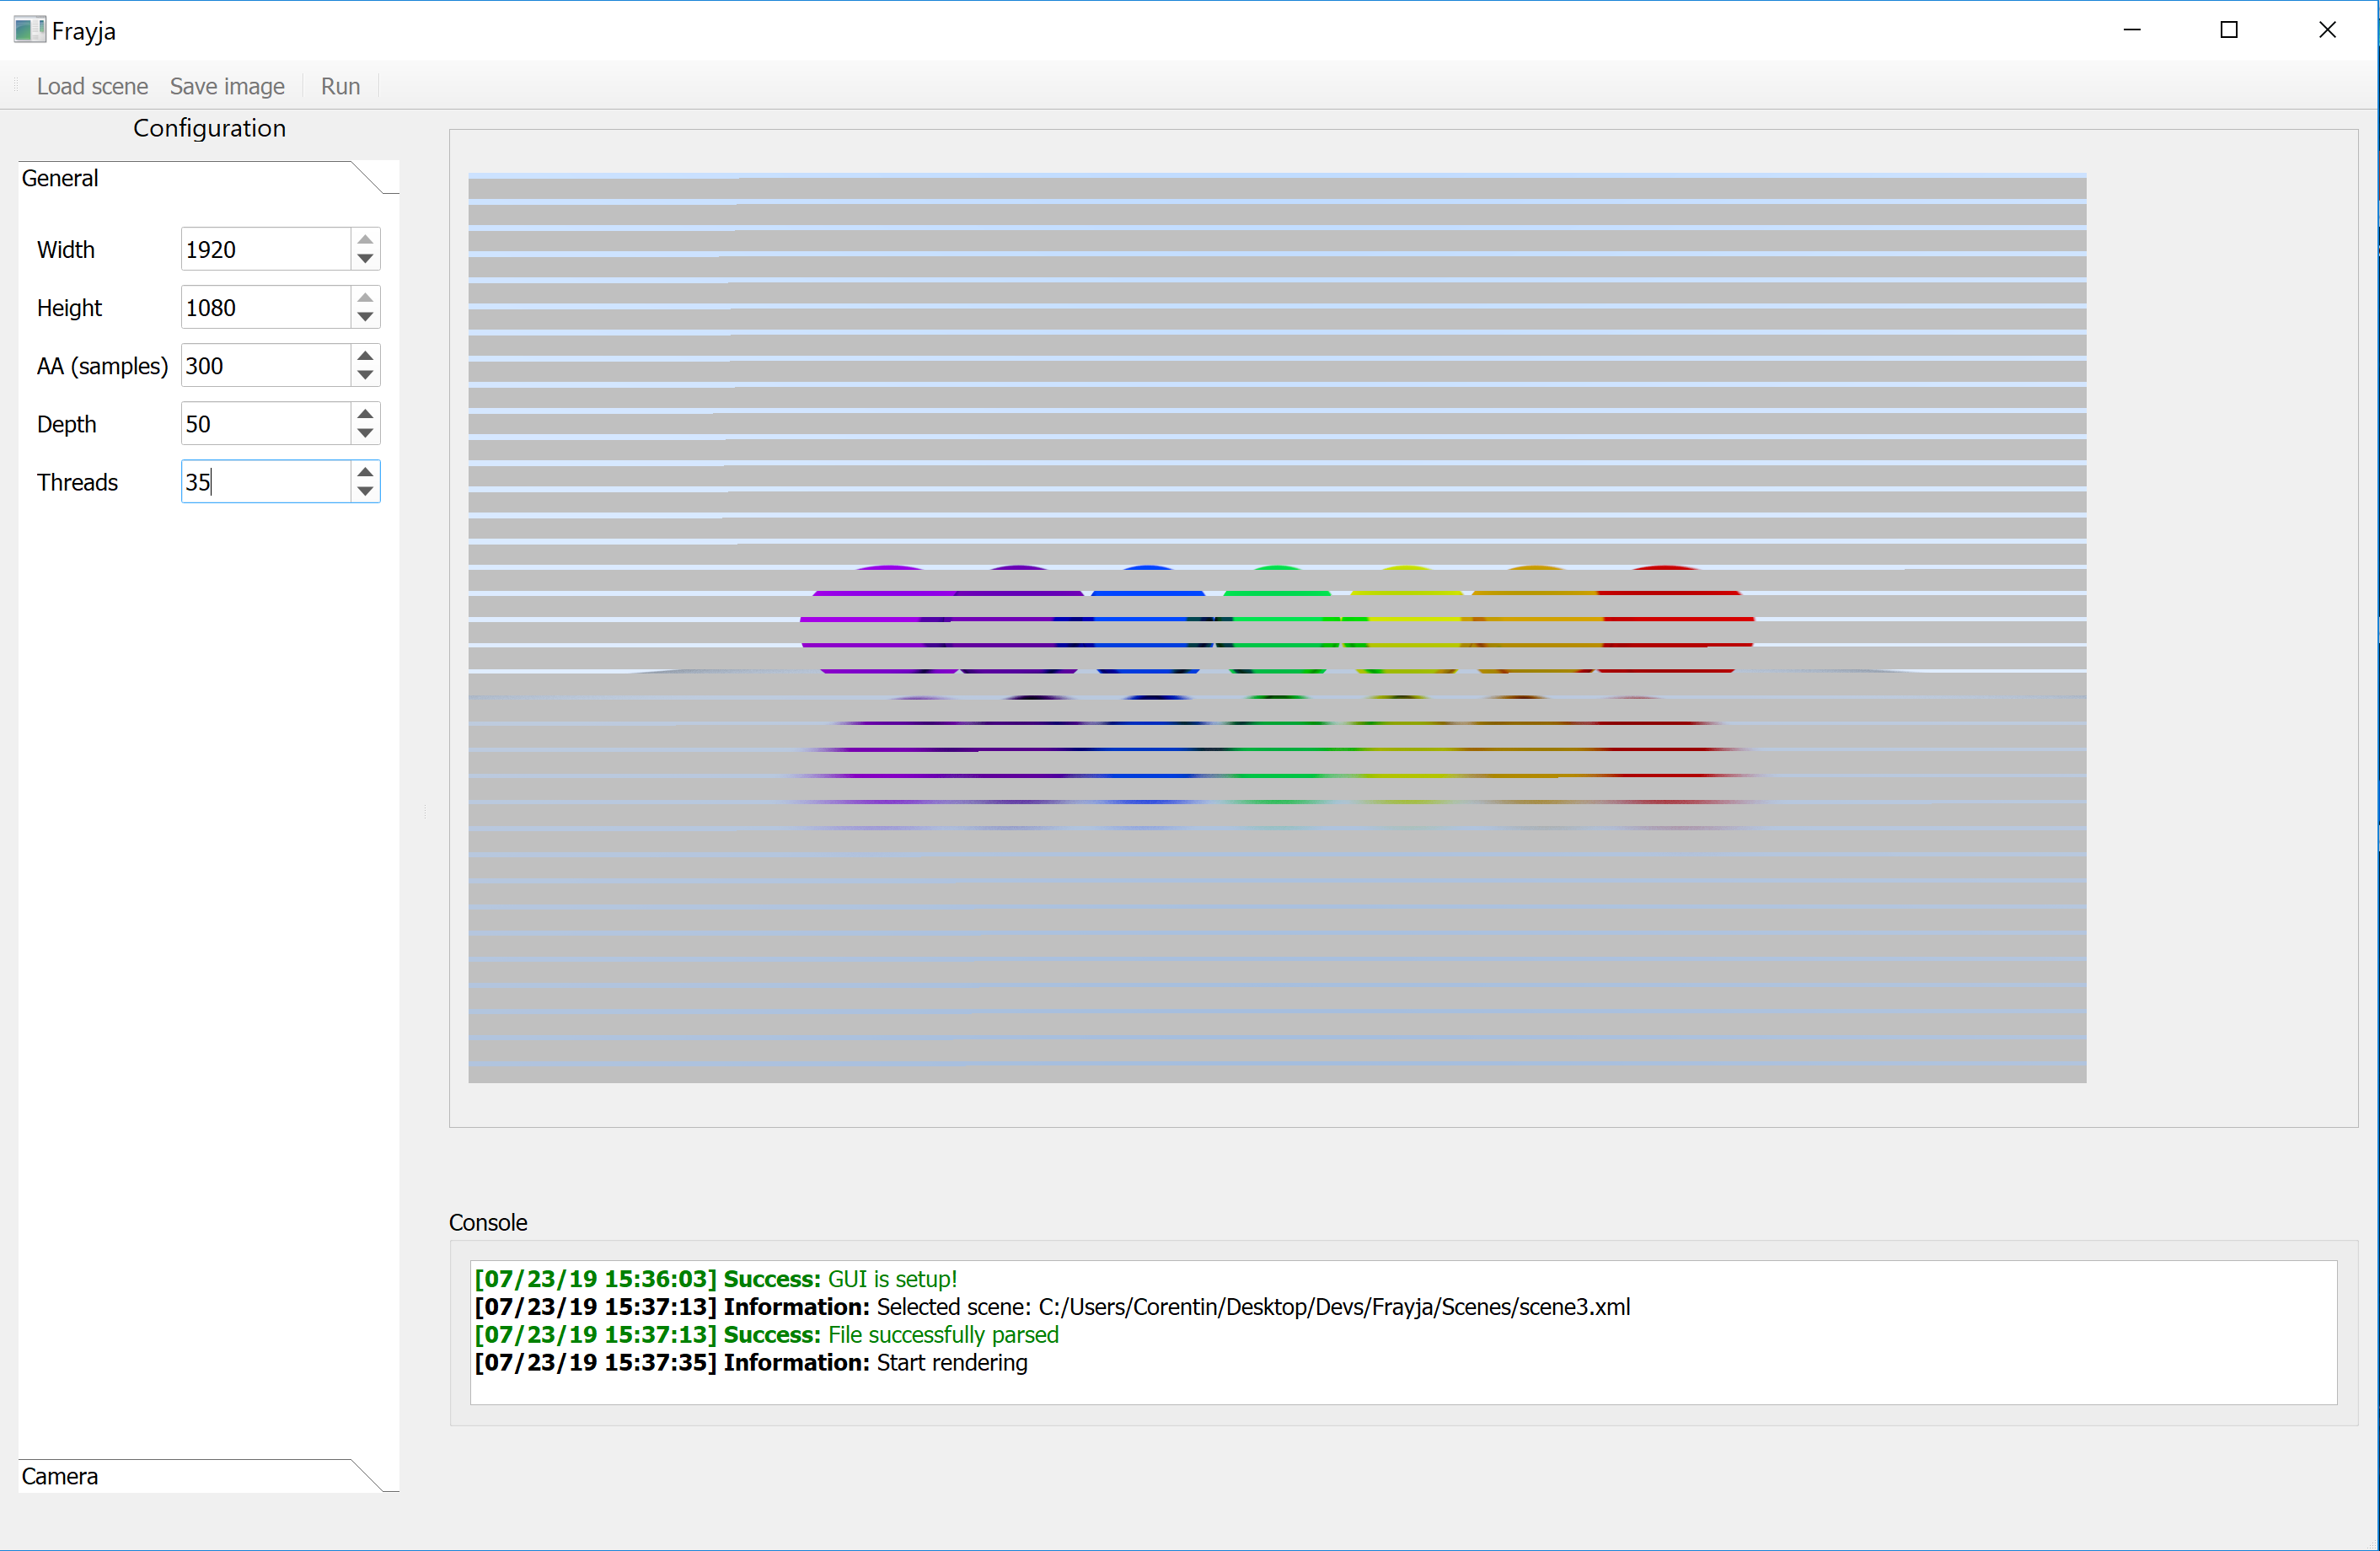 Frayja
Load scene Save image Run
Configuration
General
Width 1920
Height 1080
AA (samples) 300
Depth 50
Threads 35
Camera
Console
[07/23/19 15:36:03] Success: GUI is setup!
[07/23/19 15:37:13] Information: Selected scene: C:/Users/Corentin/Desktop/Devs/Frayja/Scenes/scene3.xml
[07/23/19 15:37:13] Success: File successfully parsed
[07/23/19 15:37:35] Information: Start rendering